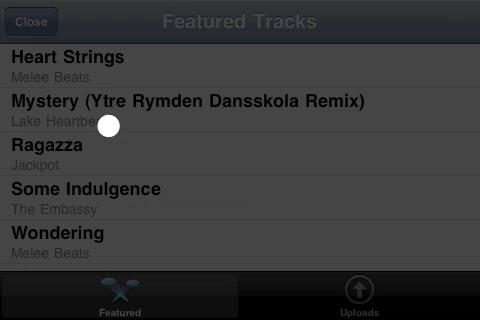 Close
Featured Tracks
Heart Strings
Melee Beats
Mystery (Ytre Rymden Dansskola Remix)
Lake
Ragazza
Jackpot
Some Indulgence
The Embassy
Wondering
Melee Beats
Featured
Uploads